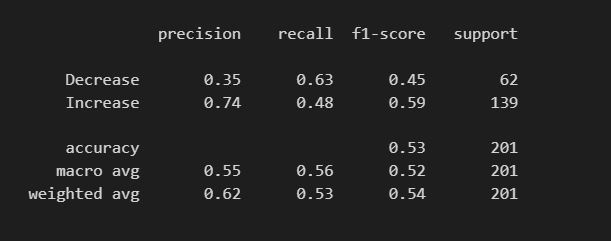 precision recall f1-score support
Decrease 0.35 0.63 0.45 62
Increase 0.74 0.48 0.59 139
accuracy 0.53 201
macro avg 0.55 0.56 0.52 201
weighted avg 0.62 0.53 0.54 201